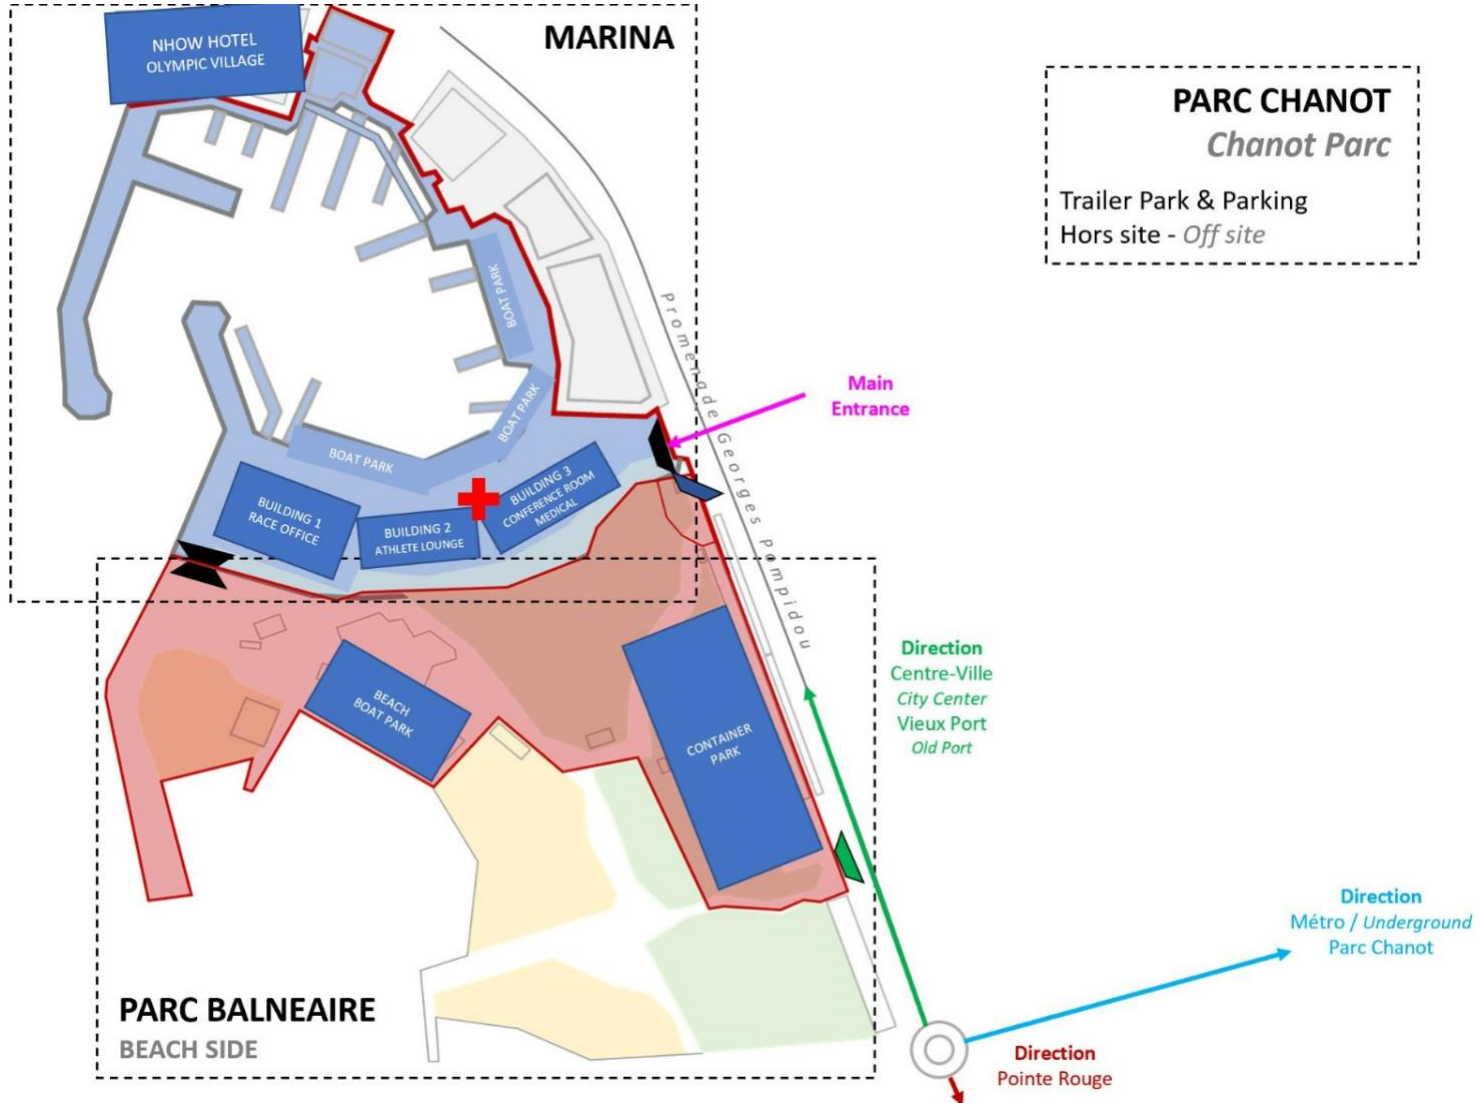 NHOW HOTEL
OLYMPIC VILLAGE
MARINA
PARC CHANOT
Chanot Parc
Trailer Park & Parking
Hors site - Off site
BOAT PARK
Promenade Georges Pompidou
Main
Entrance
BOAT PARK
BOAT PARK
BUILDING 1
RACE OFFICE
BUILDING 2
ATHLETE LOUNGE
BUILDING 3
CONFERENCE ROOM
MEDICAL
BEACH
BOAT PARK
CONTAINER
PARK
Direction
Centre-Ville
City Center
Vieux Port
Old Port
Direction
Métro / Underground
Parc Chanot
PARC BALNEAIRE
BEACH SIDE
Direction
Pointe Rouge